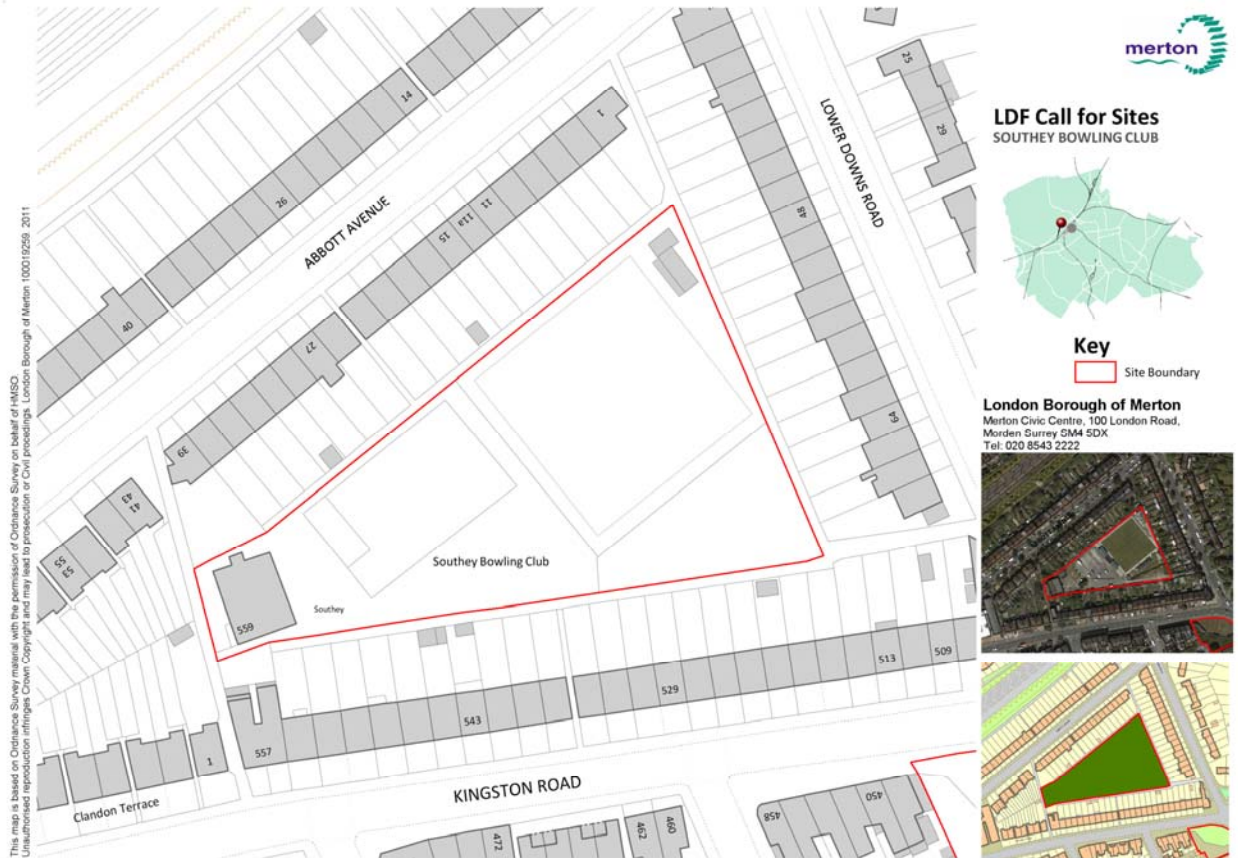 This map is based on Ordnance Survey material with the permission of Ordnance Survey on behalf of HMSO.
Unauthorised reproduction infringes Crown Copyright and may lead to prosecution or Civil procedings. London Borough of Merton 100019259. 2011
14
26
40
ABBOTT AVENUE
1
11
11a
15
27
39
41
43
53
55
25
29
LOWER DOWNS ROAD
48
64
Southey Bowling Club
Southey
559
513
509
529
543
557
1
Clandon Terrace
KINGSTON ROAD
472
462
460
458
450
merton
LDF Call for Sites
SOUTHEY BOWLING CLUB
Key
Site Boundary
London Borough of Merton
Merton Civic Centre, 100 London Road,
Morden Surrey SM4 5DX
Tel: 020 8543 2222